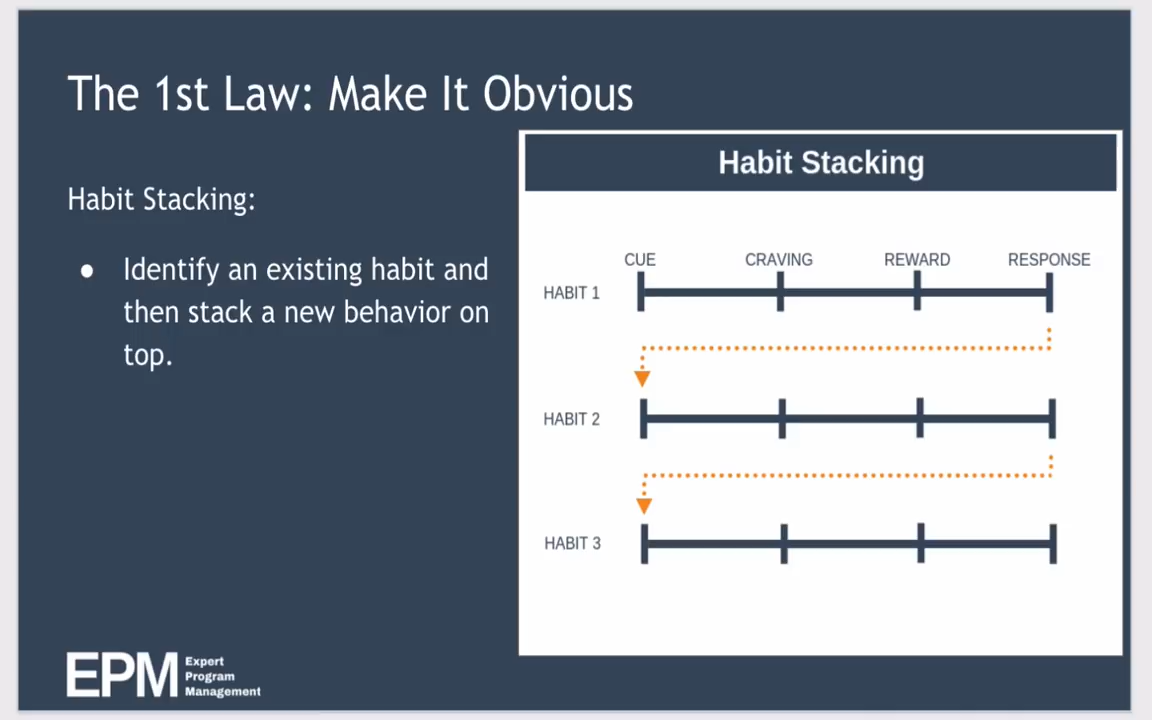 The 1st Law: Make It Obvious
Habit Stacking:
● Identify an existing habit and
then stack a new behavior on
top.
Habit Stacking
CUE CRAVING REWARD RESPONSE
HABIT 1
HABIT 2
HABIT 3
EPM
Expert
Program
Management